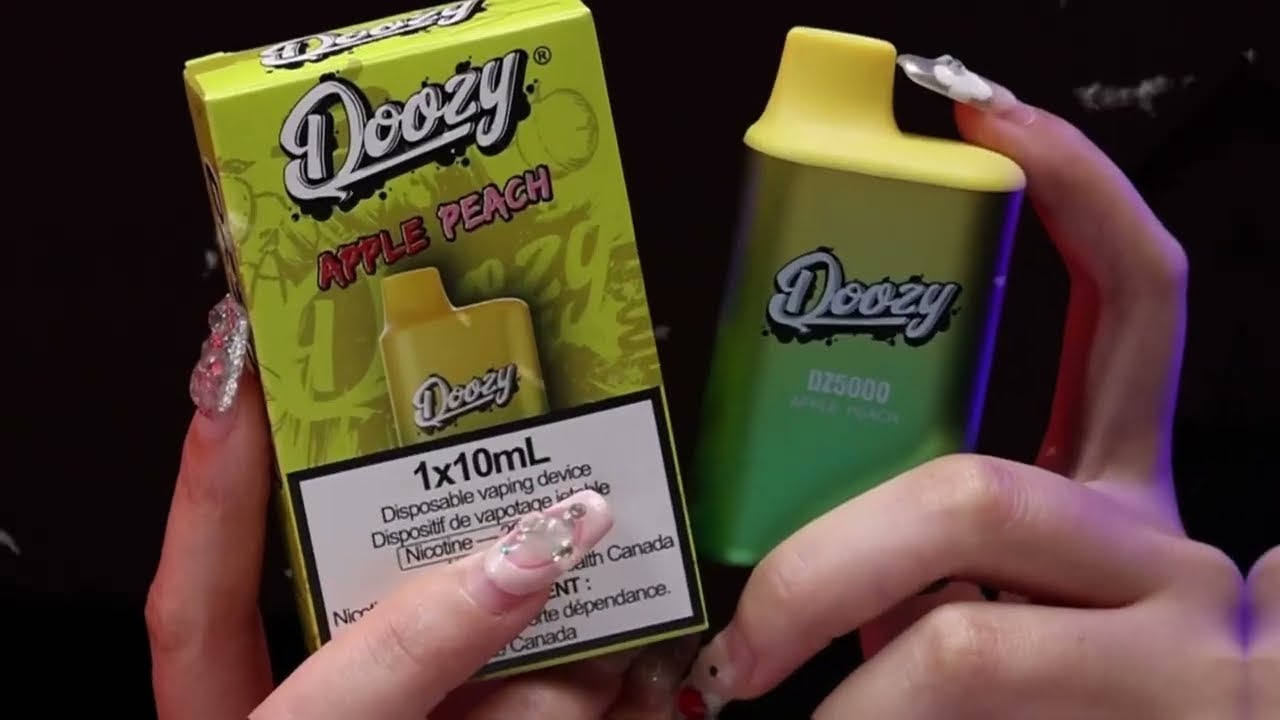 Doozy
Doozy®
APPLE PEACH
Doozy
1x10mL
Disposable vaping device
Dispositif de vapotage jetable
Nicotine
Health Canada
forte dépendance.
Canada
Doozy
DZ5000
APPLE PEACH